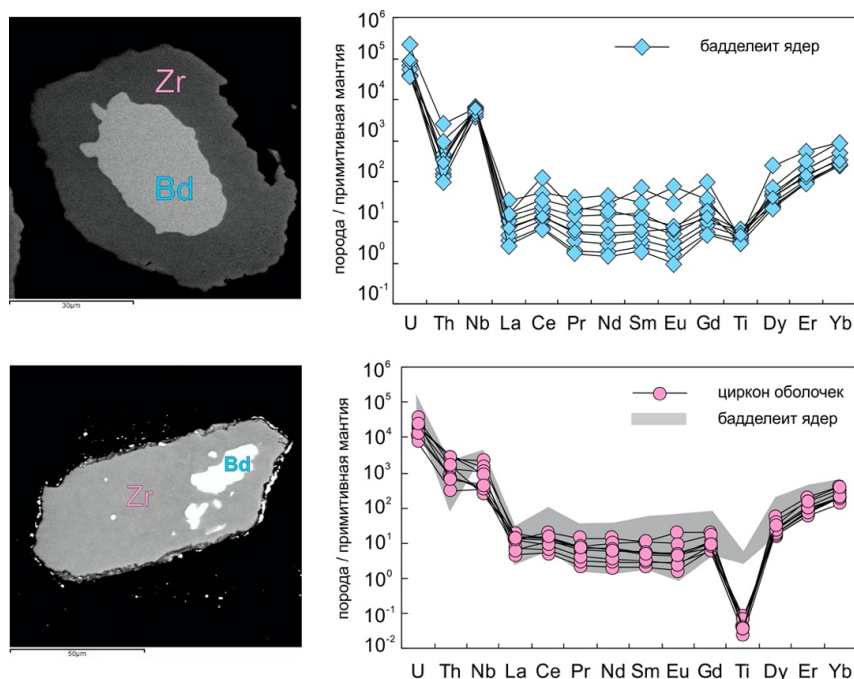 Zr
Bd
30µm
порода / примитивная мантия
10^6
10^5
10^4
10^3
10^2
10^1
10^0
10^-1
бадделеит ядер
U Th Nb La Ce Pr Nd Sm Eu Gd Ti Dy Er Yb
Bd
Zr
50µm
порода / примитивная мантия
10^6
10^5
10^4
10^3
10^2
10^1
10^0
10^-1
10^-2
циркон оболочек
бадделеит ядер
U Th Nb La Ce Pr Nd Sm Eu Gd Ti Dy Er Yb